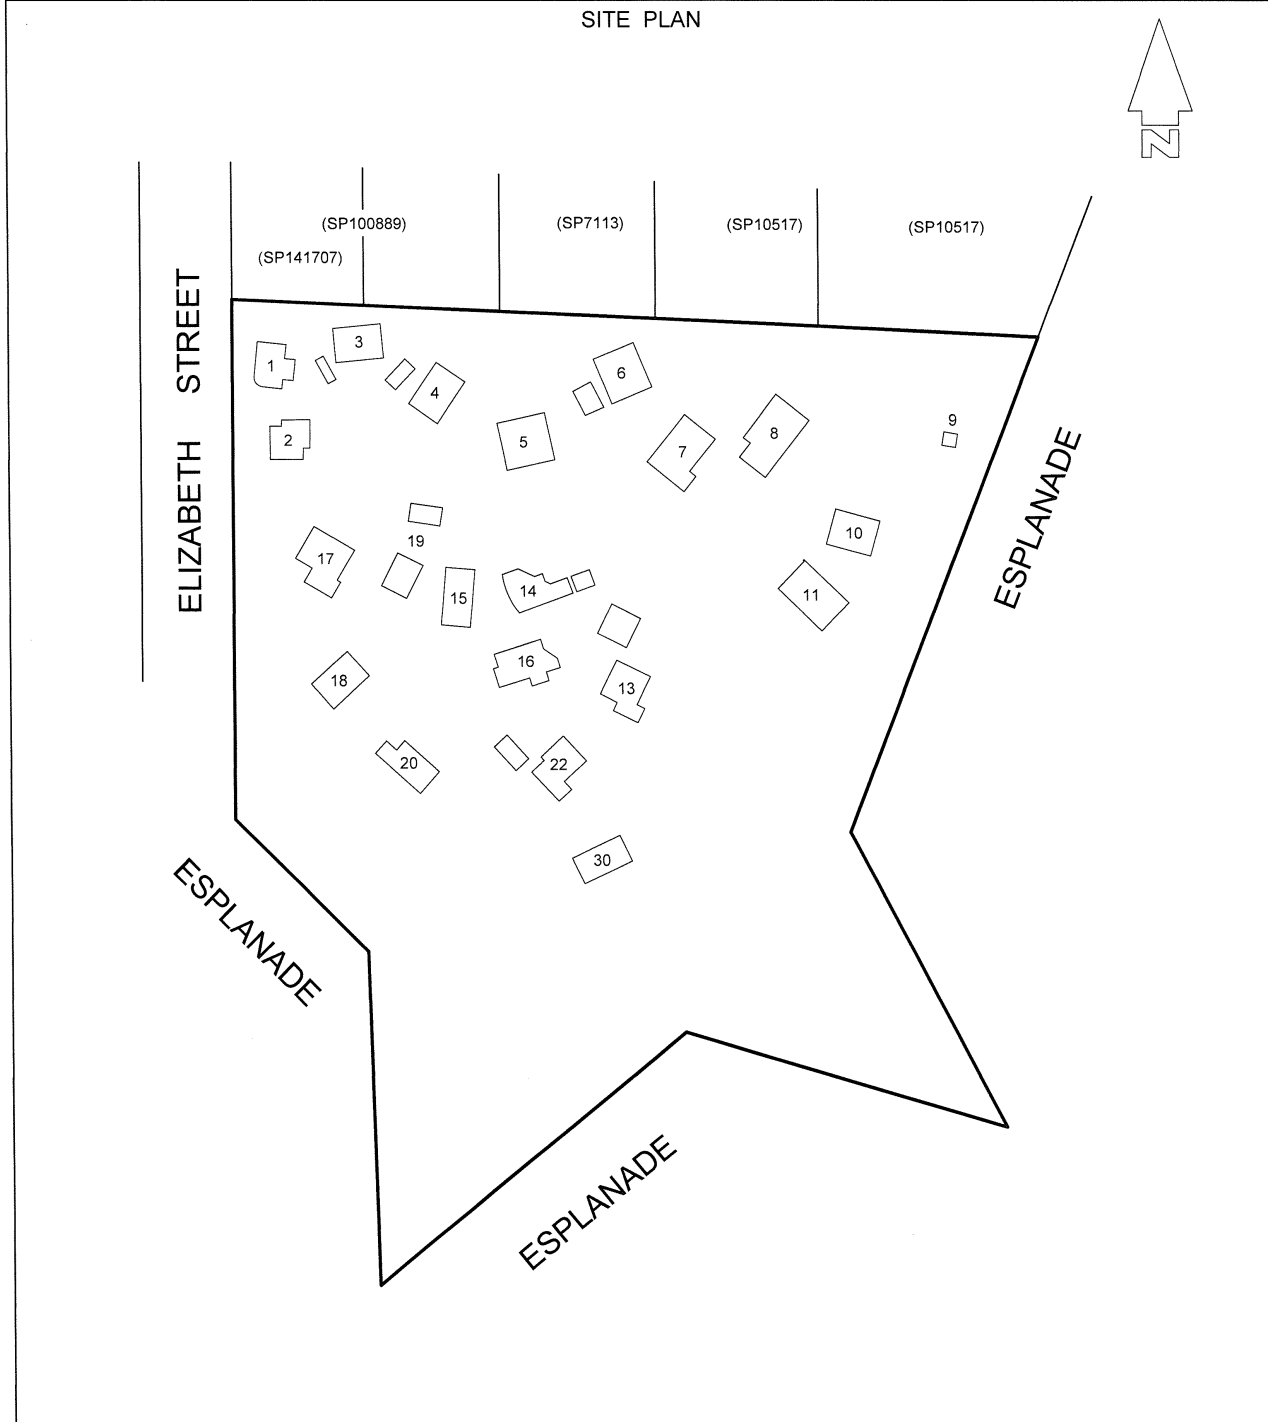 SITE PLAN
N
(SP100889)
(SP7113)
(SP10517)
(SP10517)
(SP141707)
ELIZABETH STREET
1
3
4
6
2
5
7
8
9
ESPLANADE
10
17
19
15
14
11
18
16
13
20
22
30
ESPLANADE
ESPLANADE